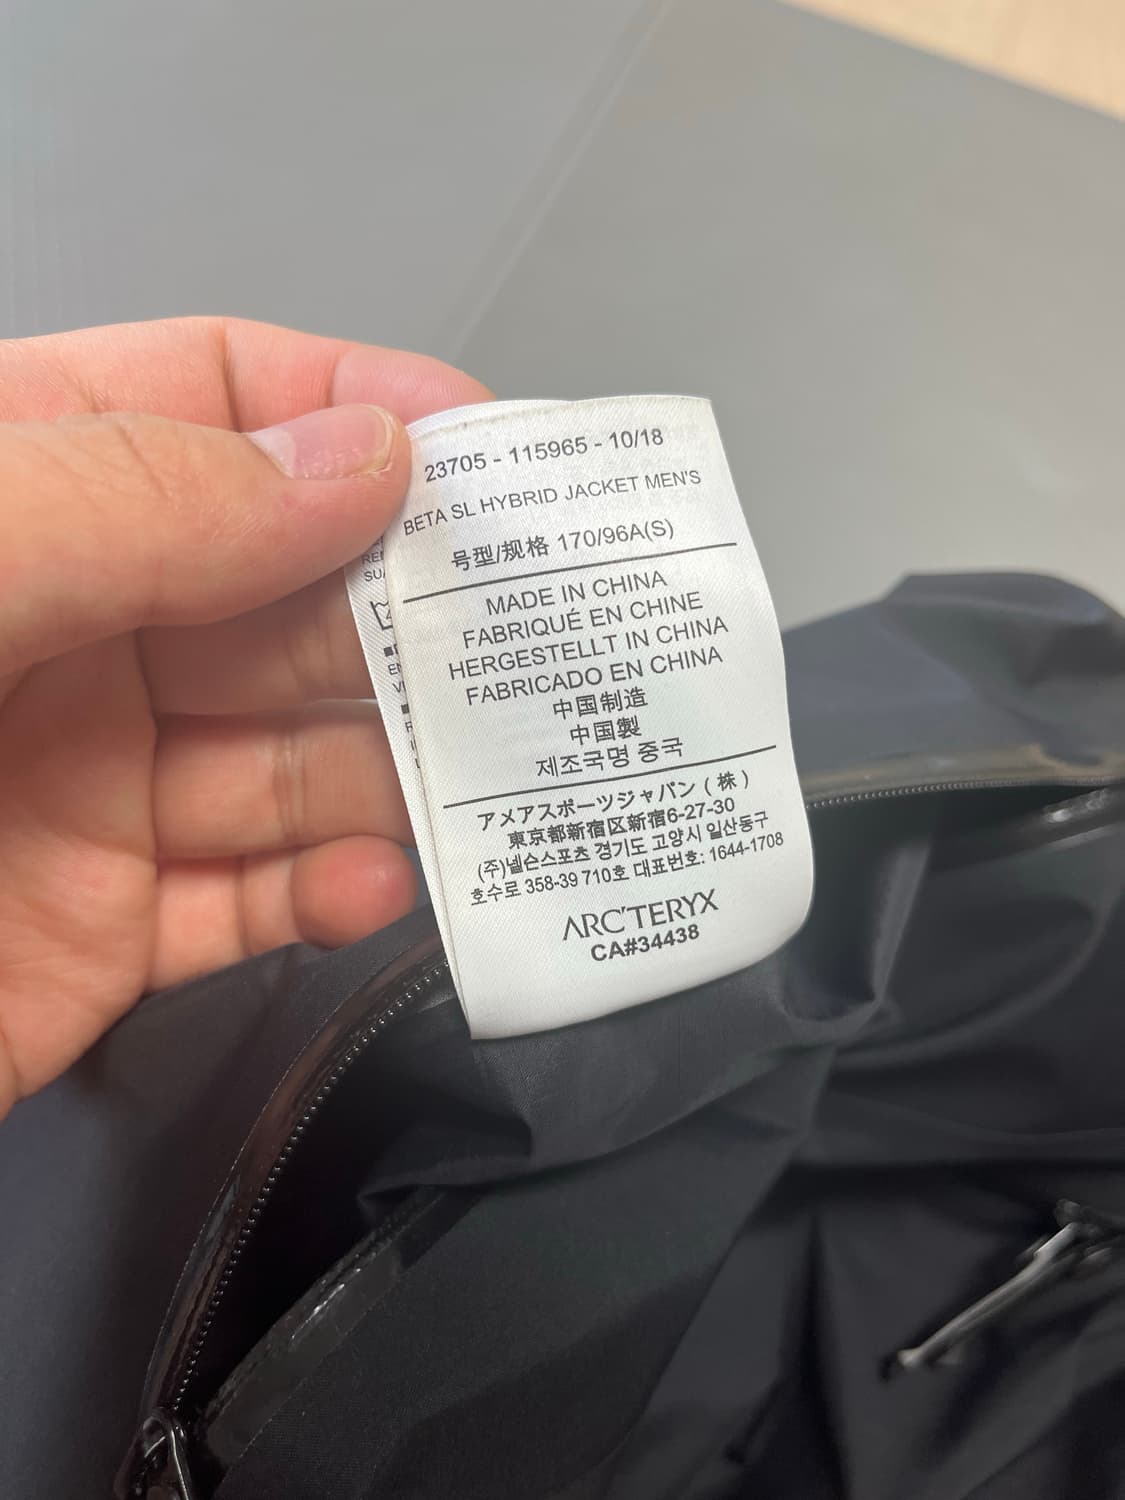 23705 - 115965 - 10/18
BETA SL HYBRID JACKET MEN'S
号型/规格 170/96A(S)
MADE IN CHINA
FABRIQUÉ EN CHINE
HERGESTELLT IN CHINA
FABRICADO EN CHINA
中国制造
中国製
제조국명 중국
アメアスポーツジャパン ( 株 )
東京都新宿区新宿6-27-30
(주)넬슨스포츠 경기도 고양시 일산동구
호수로 358-39 710호 대표번호: 1644-1708
ARC'TERYX
CA#34438